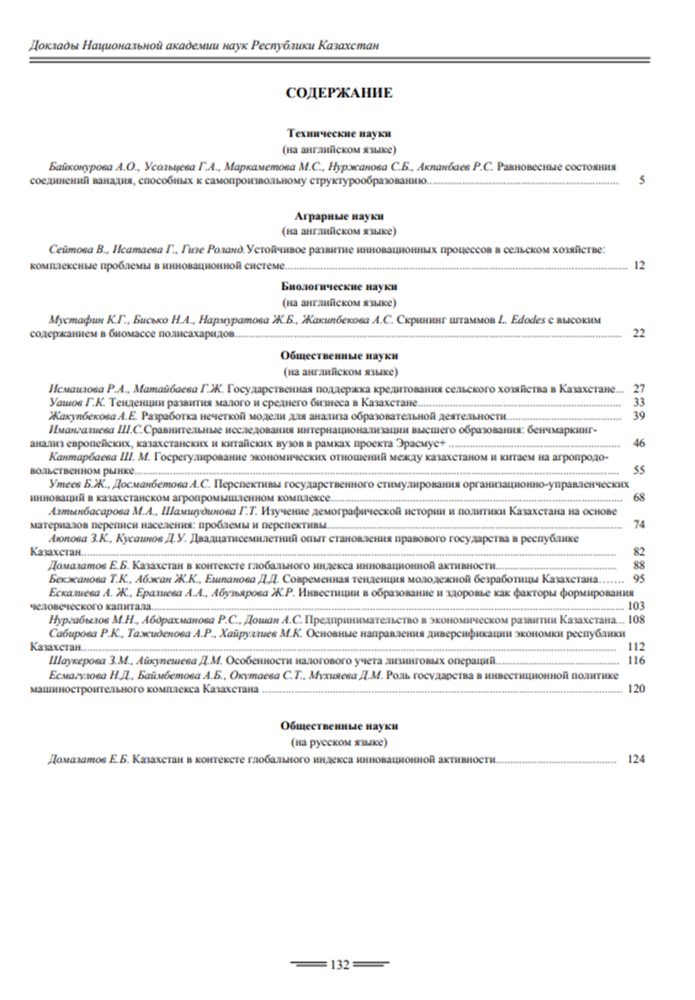 Доклады Национальной академии наук Республики Казахстан
СОДЕРЖАНИЕ
Технические науки
(на английском языке)
Байконурова А.О., Усольцева Г.А., Маркаметова М.С., Нуржанова С.Б., Акпанбаев Р.С. Равновесные состояния
соединений ванадия, способных к самопроизвольному структурообразованию... 5
Аграрные науки
(на английском языке)
Сейтова В., Исатаева Г., Гизе Роланд.Устойчивое развитие инновационных процессов в сельском хозяйстве:
комплексные проблемы в инновационной системе... 12
Биологические науки
(на английском языке)
Мустафин К.Г., Бисько Н.А., Нармуратова Ж.Б., Жакипбекова А.С. Скрининг штаммов L. Edodes с высоким
содержанием в биомассе полисахаридов... 22
Общественные науки
(на английском языке)
Исмаилова Р.А., Матайбаева Г.Ж. Государственная поддержка кредитования сельского хозяйства в Казахстане... 27
Уашов Г.К. Тенденции развития малого и среднего бизнеса в Казахстане... 33
Жакупбекова А.Е. Разработка нечеткой модели для анализа образовательной деятельности... 39
Имангалиева Ш.С.Сравнительные исследования интернационализации высшего образования: бенчмаркинг-
анализ европейских, казахстанских и китайских вузов в рамках проекта Эрасмус+ ... 46
Кантарбаева Ш. М. Госрегулирование экономических отношений между казахстаном и китаем на агропродо-
вольственном рынке... 55
Утеев Б.Ж., Досманбетова А.С. Перспективы государственного стимулирования организационно-управленческих
инноваций в казахстанском агропромышленном комплексе... 68
Алтынбасарова М.А., Шамшудинова Г.Т. Изучение демографической истории и политики Казахстана на основе
материалов переписи населения: проблемы и перспективы... 74
Аюпова З.К., Кусаинов Д.У. Двадцатисемилетний опыт становления правового государства в республике
Казахстан... 82
Домалатов Е.Б. Казахстан в контексте глобального индекса инновационной активности... 88
Бекжанова Т.К., Абжан Ж.К., Ешпанова Д.Д. Современная тенденция молодежной безработицы Казахстана... 95
Ескалиева А. Ж., Ералиева А.А., Абузъярова Ж.Р. Инвестиции в образование и здоровье как факторы формирования
человеческого капитала... 103
Нургабылов М.Н., Абдрахманова Р.С., Дошан А.С. Предпринимательство в экономическом развитии Казахстана... 108
Сабирова Р.К., Тажиденова А.Р., Хайруллиев М.К. Основные направления диверсификации экономки республики
Казахстан... 112
Шаукерова З.М., Айкупешева Д.М. Особенности налогового учета лизинговых операций... 116
Есмагулова Н.Д., Баймбетова А.Б., Окутаева С.Т., Мухияева Д.М. Роль государства в инвестиционной политике
машиностроительного комплекса Казахстана ... 120
Общественные науки
(на русском языке)
Домалатов Е.Б. Казахстан в контексте глобального индекса инновационной активности... 124
132